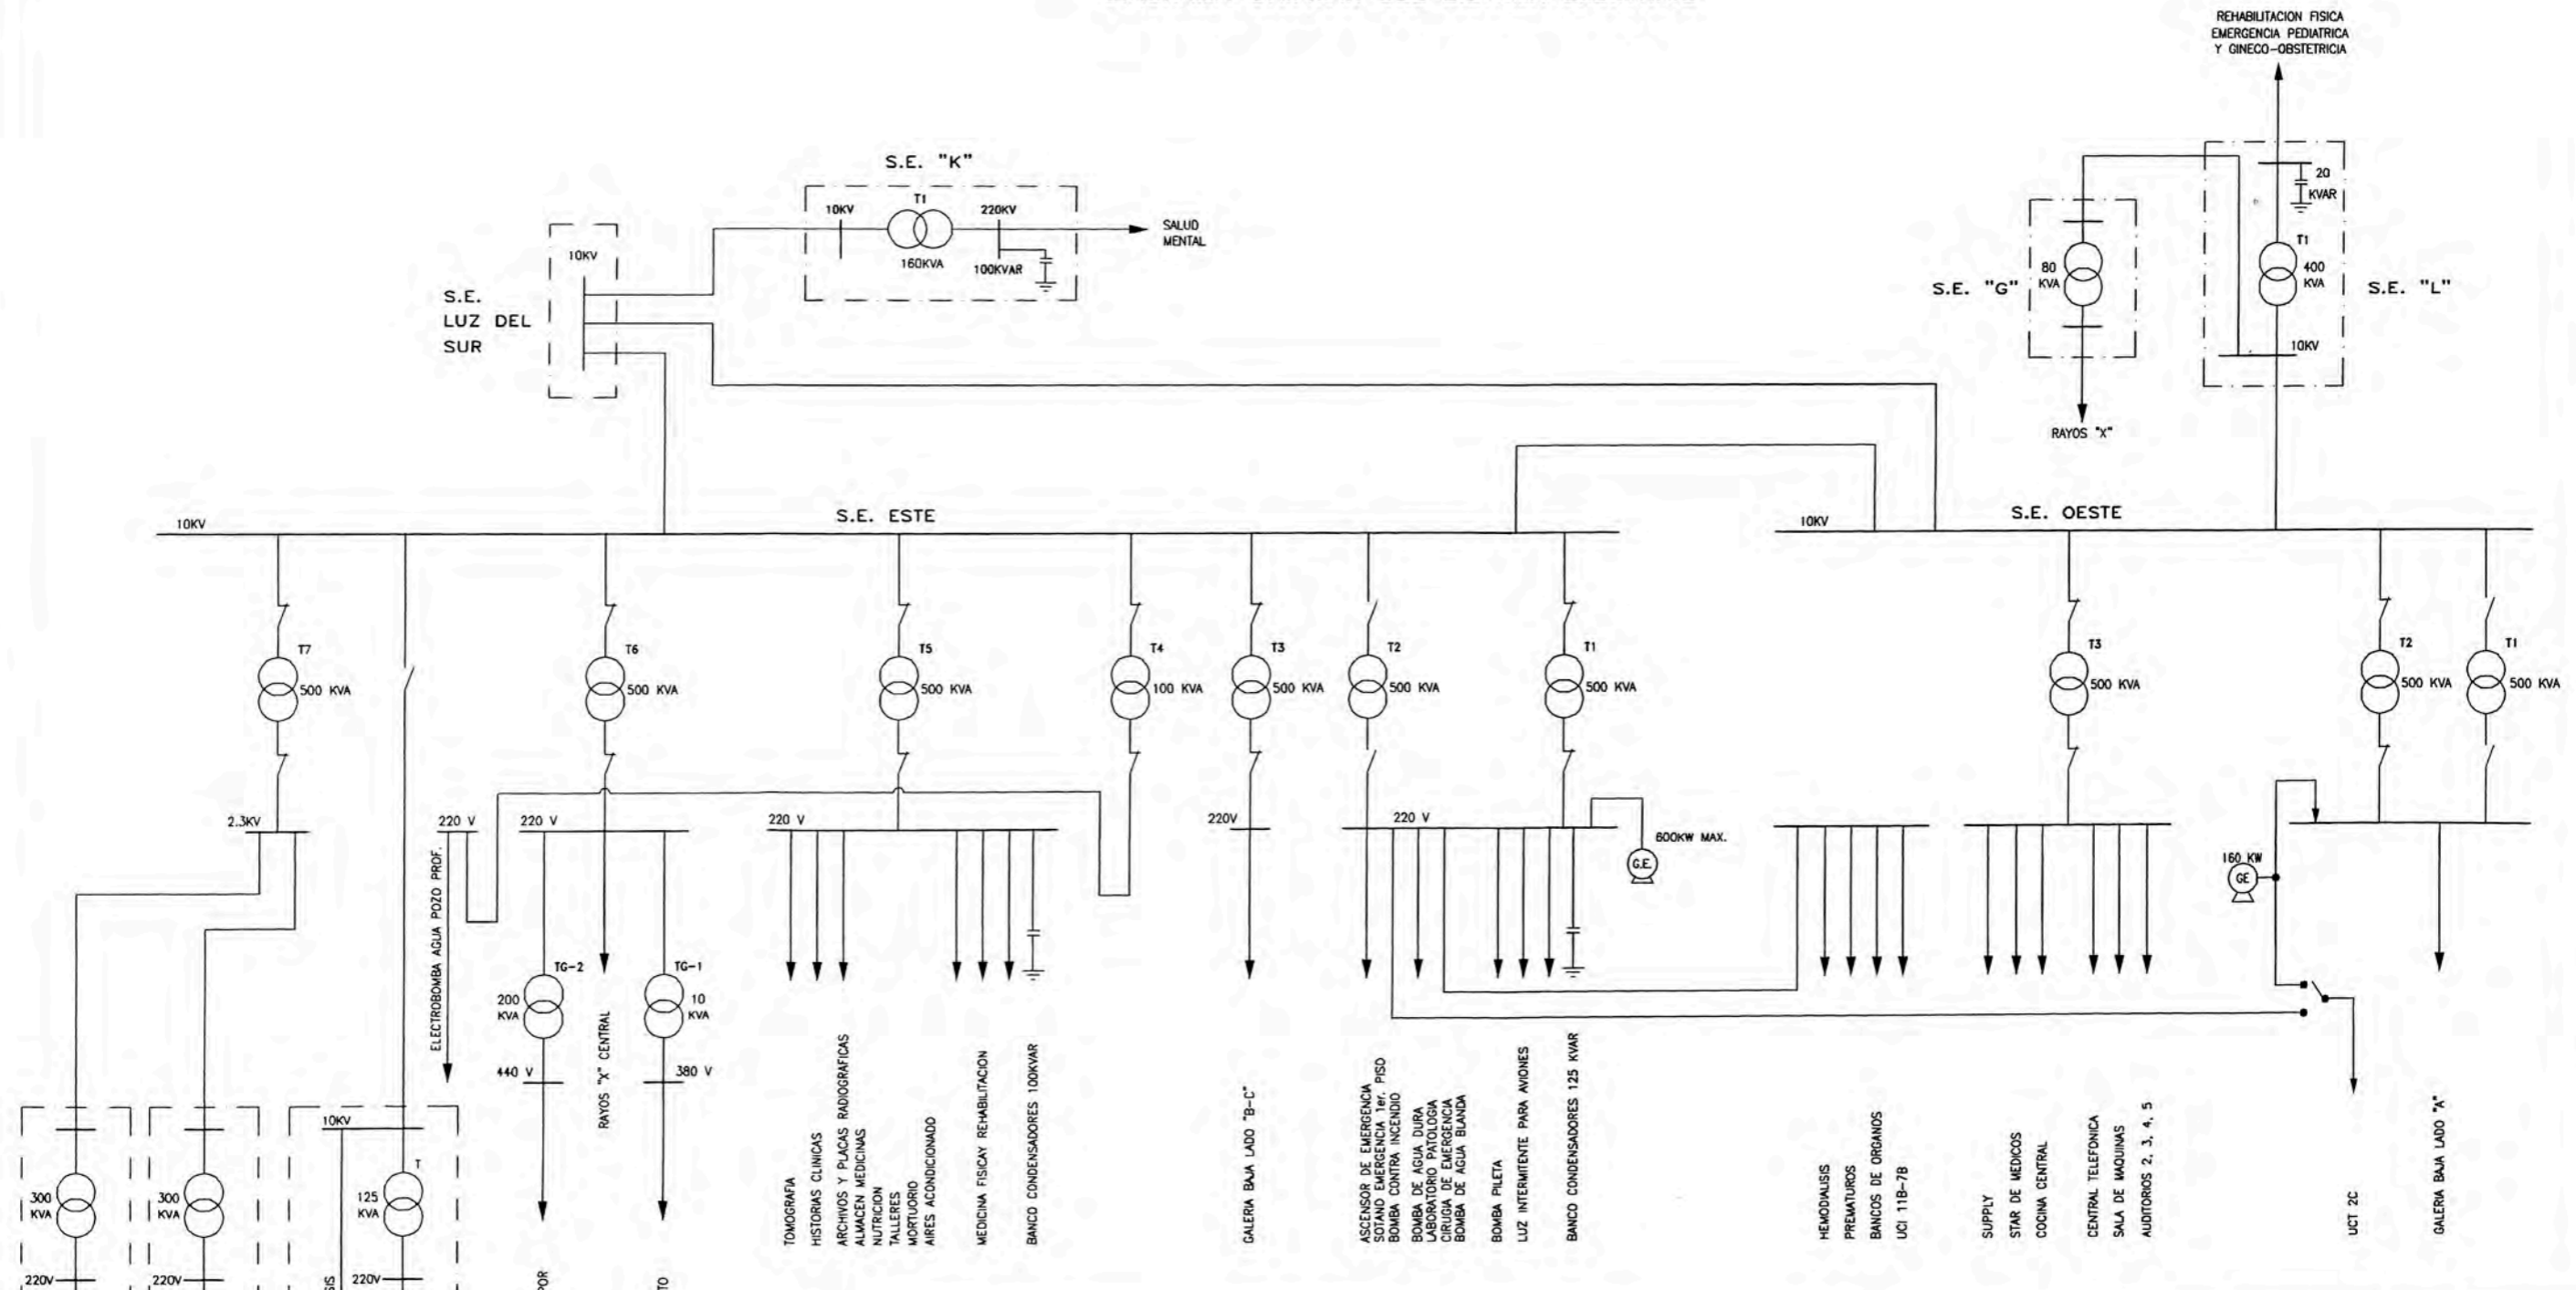 REHABILITACION FISICA
EMERGENCIA PEDIATRICA
Y GINECO-OBSTETRICIA
S.E. "K"
10KV
T1
220KV
160KVA
100KVAR
SALUD
MENTAL
10KV
S.E.
LUZ DEL
SUR
20
KVAR
T1
400
KVA
S.E. "L"
10KV
S.E. "G"
80
KVA
RAYOS "X"
10KV
S.E. ESTE
10KV
S.E. OESTE
T7
500 KVA
T6
500 KVA
T5
500 KVA
T4
100 KVA
T3
500 KVA
T2
500 KVA
T1
500 KVA
T3
500 KVA
T2
500 KVA
T1
500 KVA
2.3KV
220 V
220 V
220 V
220V
220 V
600KW MAX.
G.E.
160 KW
GE
ELECTROBOMBA AGUA POZO PROF.
TG-2
200
KVA
440 V
RAYOS "X" CENTRAL
TG-1
10
KVA
380 V
TOMOGRAFIA
HISTORIAS CLINICAS
ARCHIVOS Y PLACAS RADIOGRAFICAS
ALMACEN MEDICINAS
NUTRICION
TALLERES
MORTUORIO
AIRES ACONDICIONADO
MEDICINA FISICAY REHABILITACION
BANCO CONDENSADORES 100KVAR
GALERIA BAJA LADO "B-C"
ASCENSOR DE EMERGENCIA
SOTANO EMERGENCIA 1er. PISO
BOMBA CONTRA INCENDIO
BOMBA DE AGUA DURA
LABORATORIO PATOLOGIA
CIRUGIA DE EMERGENCIA
BOMBA DE AGUA BLANDA
BOMBA PILETA
LUZ INTERMITENTE PARA AVIONES
BANCO CONDENSADORES 125 KVAR
HEMODIALISIS
PREMATUROS
BANCOS DE ORGANOS
UCI 11B-7B
SUPPLY
STAR DE MEDICOS
COCINA CENTRAL
CENTRAL TELEFONICA
SALA DE MAQUINAS
AUDITORIOS 2, 3, 4, 5
UCT 2C
GALERIA BAJA LADO "A"
300
KVA
220V
300
KVA
220V
10KV
T
125
KVA
220V